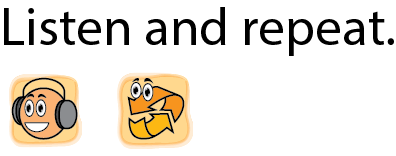 Listen and repeat.